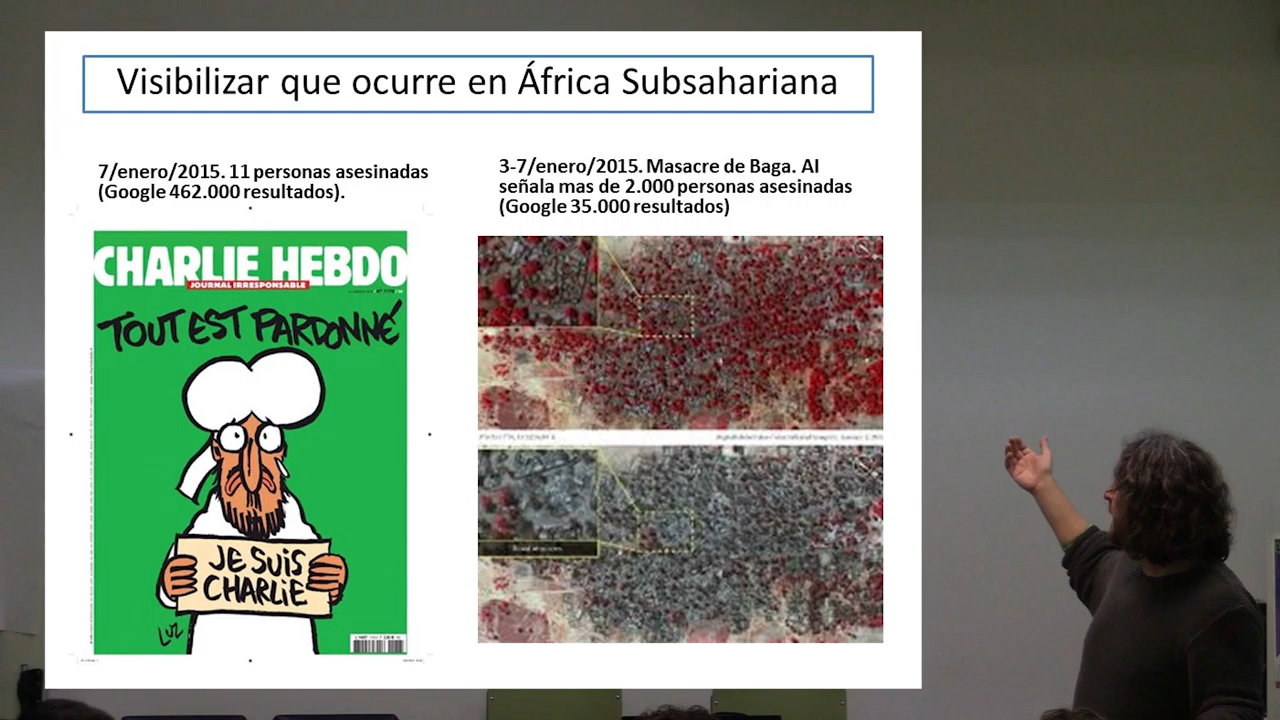 Visibilizar que ocurre en África Subsahariana
7/enero/2015. 11 personas asesinadas
(Google 462.000 resultados).
3-7/enero/2015. Masacre de Baga. AI
señala mas de 2.000 personas asesinadas
(Google 35.000 resultados)
CHARLIE HEBDO
JOURNAL IRRESPONSABLE
TOUT EST PARDONNÉ
JE SUIS
CHARLIE
LUZ